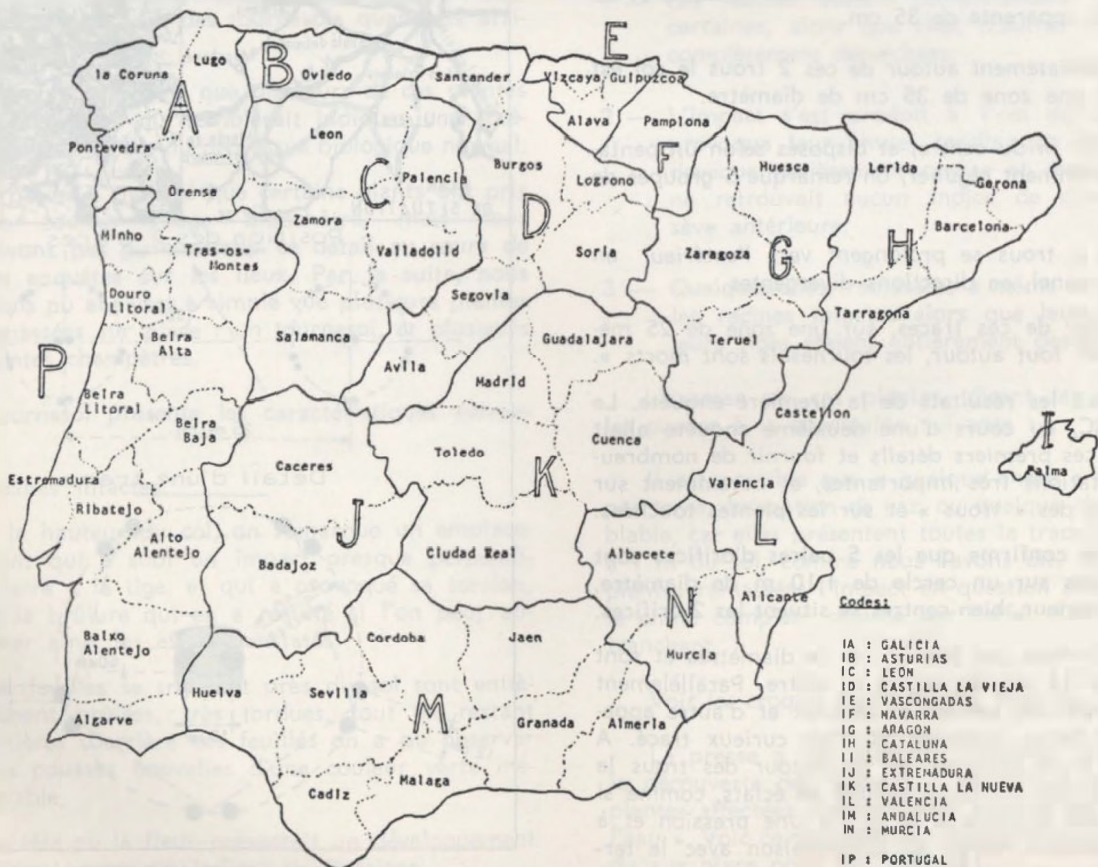 E
la Coruna
Lugo
B
Oviedo
Santander
Vizcaya
Guipuzcoa
A
Alava
Pamplona
Leon
Pontevedra
Burgos
F
Huesca
Lerida
Gerona
Orense
C
Palencia
Logrono
Barcelona
Zamora
D
Minho
Tras-os-Montes
Valladolid
Soria
Zaragoza
G
H
Douro Litoral
Segovia
Tarragona
Beira Alta
Salamanca
Guadalajara
Teruel
P
Avila
Madrid
Beira Litoral
Castellon
Beira Baja
Cuenca
I
Estremadura
Caceres
Toledo
K
Palma
Ribatejo
Valencia
Alto Alentejo
J
L
Badajoz
Ciudad Real
Albacete
N
Alicante
Baixo Alentejo
Cordoba
Jaen
Murcia
Huelva
Sevilla
Algarve
M
Granada
Almeria
Malaga
Cadiz
Codes:
IA : GALICIA
IB : ASTURIAS
IC : LEON
ID : CASTILLA LA VIEJA
IE : VASCONGADAS
IF : NAVARRA
IG : ARAGON
IH : CATALUNA
II : BALEARES
IJ : EXTREMADURA
IK : CASTILLA LA NUEVA
IL : VALENCIA
IM : ANDALUCIA
IN : MURCIA
IP : PORTUGAL